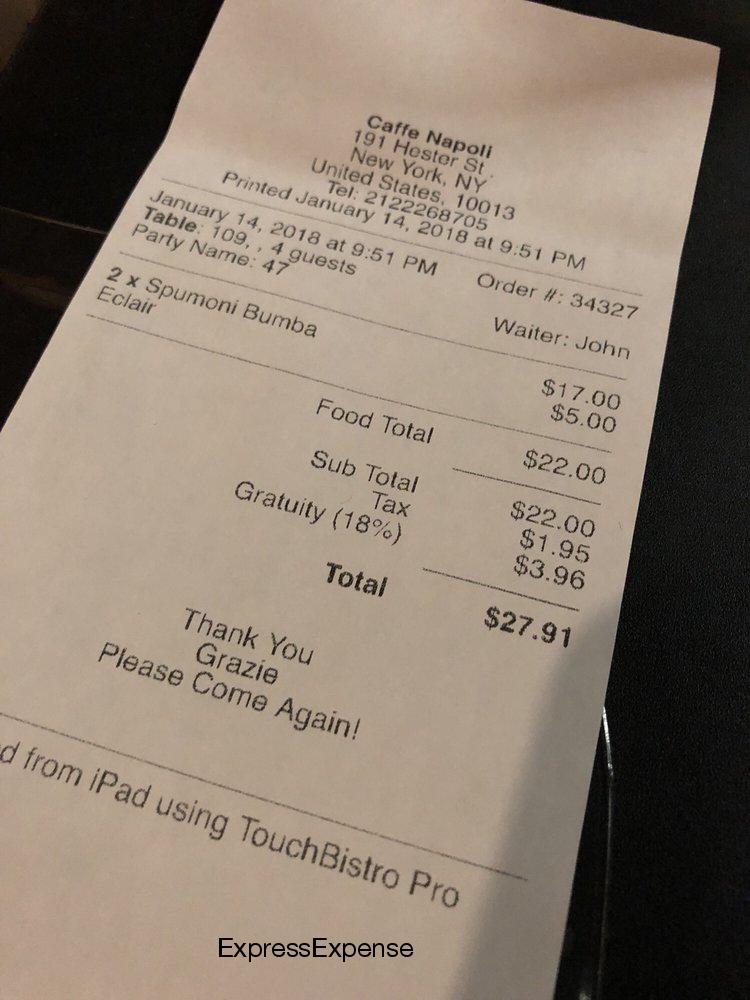 Caffe Napoli
191 Hester St
New York, NY
United States, 10013
Tel: 2122268705
Printed January 14, 2018 at 9:51 PM
January 14, 2018 at 9:51 PM Order #: 34327
Table: 109, , 4 guests
Party Name: 47 Waiter: John
2 x Spumoni Bumba $17.00
Eclair $5.00
Food Total $22.00
Sub Total $22.00
Tax $1.95
Gratuity (18%) $3.96
Total $27.91
Thank You
Grazie
Please Come Again!
from iPad using TouchBistro Pro
ExpressExpense